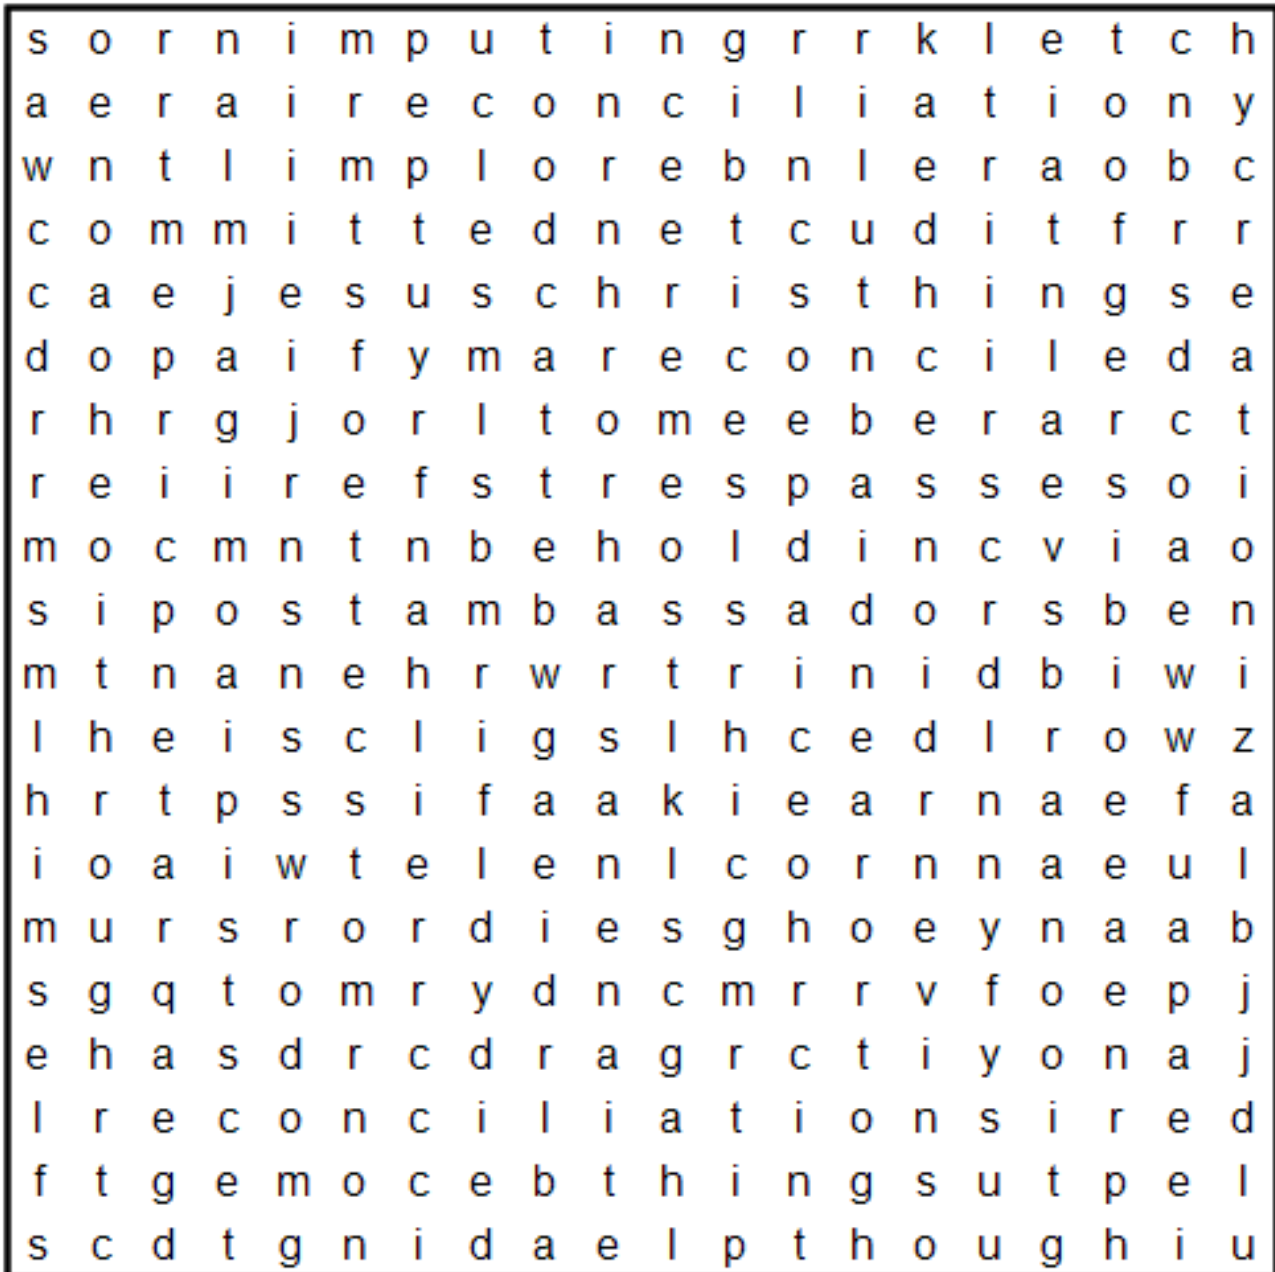 s o r n i m p u t i n g r r k l e t c h
a e r a i r e c o n c i l i a t i o n y
w n t l i m p l o r e b n l e r a o b c
c o m m i t t e d n e t c u d i t f r r
c a e j e s u s c h r i s t h i n g s e
d o p a i f y m a r e c o n c i l e d a
r h r g j o r l t o m e e b e r a r c t
r e i i r e f s t r e s p a s s e s o i
m o c m n t n b e h o l d i n c v i a o
s i p o s t a m b a s s a d o r s b e n
m t n a n e h r w r t r i n i d b i w i
l h e i s c l i g s l h c e d l r o w z
h r t p s s i f a a k i e a r n a e f a
i o a i w t e l e n l c o r n n a e u l
m u r s r o r d i e s g h o e y n a a b
s g q t o m r y d n c m r r v f o e p j
e h a s d r c d r a g r c t i y o n a j
l r e c o n c i l i a t i o n s i r e d
f t g e m o c e b t h i n g s u t p e l
s c d t g n i d a e l p t h o u g h i u